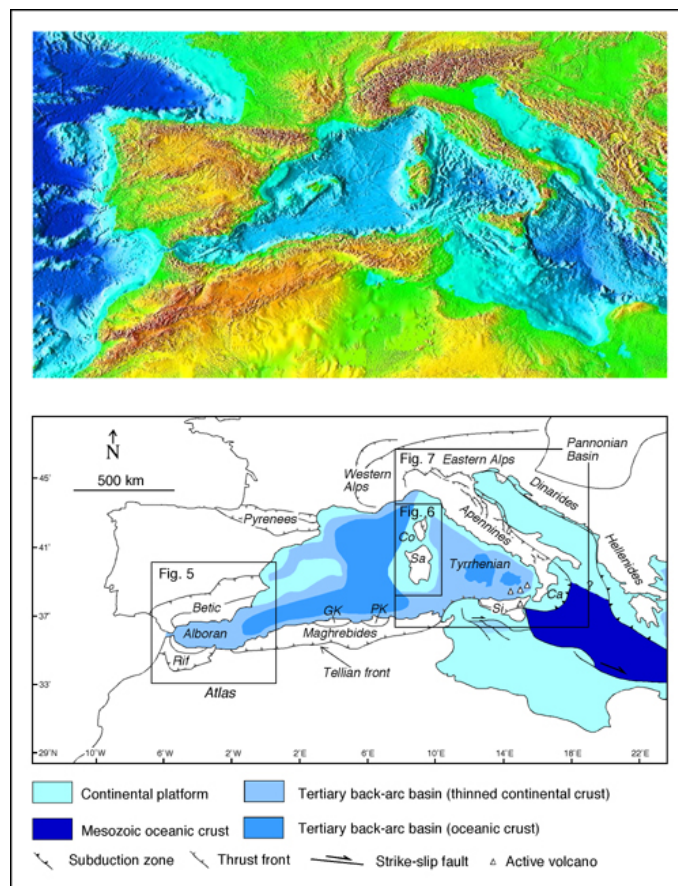 N
500 km
45'
41'
37'
33'
29'N
10'W
6'W
2'W
2'E
6'E
10'E
14'E
18'E
22'E
Western
Alps
Fig. 7
Eastern Alps
Pannonian
Basin
Pyrenees
Fig. 6
Co
Sa
Apennines
Dinarides
Hellenides
Tyrrhenian
Fig. 5
Betic
Alboran
Rif
GK
PK
Maghrebides
Si
Ca
?
Tellian front
Atlas
Continental platform
Tertiary back-arc basin (thinned continental crust)
Mesozoic oceanic crust
Tertiary back-arc basin (oceanic crust)
Subduction zone
Thrust front
Strike-slip fault
Active volcano